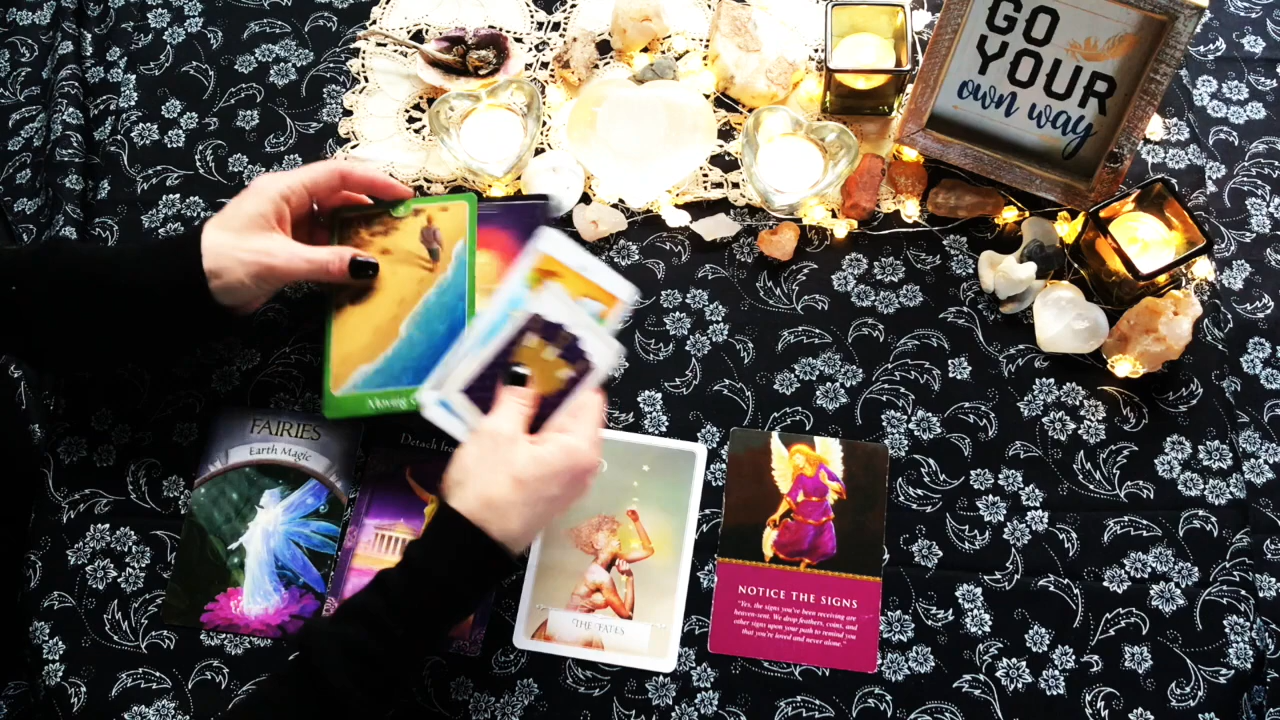 GO
YOUR
own way
FAIRIES
Earth Magic
Detach
THE FATES
NOTICE THE SIGNS
"Yes, the signs you've been receiving are
heaven-sent. We drop feathers, coins, and
other signs upon your path to remind you
that you're loved and never alone."